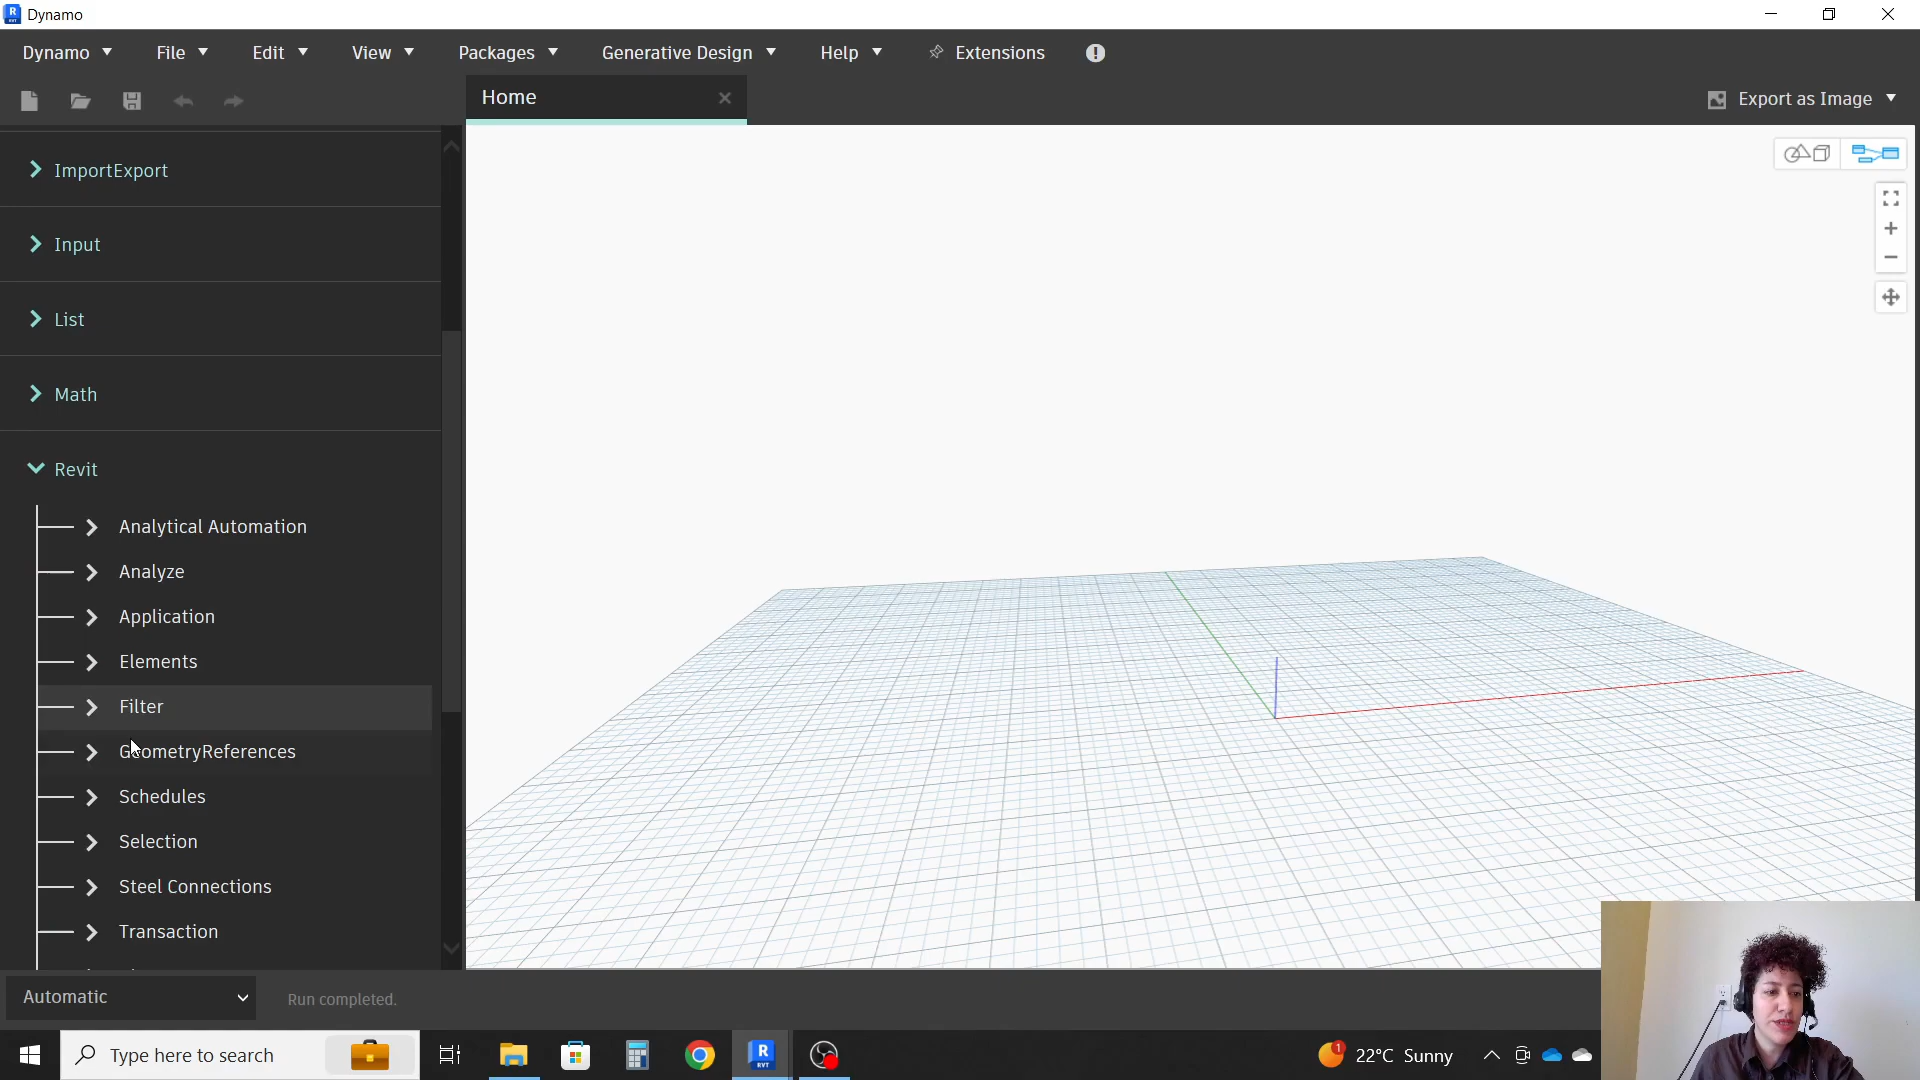 Dynamo
Dynamo File Edit View Packages Generative Design Help Extensions
Home
Export as Image
ImportExport
Input
List
Math
Revit
Analytical Automation
Analyze
Application
Elements
Filter
GeometryReferences
Schedules
Selection
Steel Connections
Transaction
Automatic
Run completed.
Type here to search
R
RVT
1
22°C Sunny